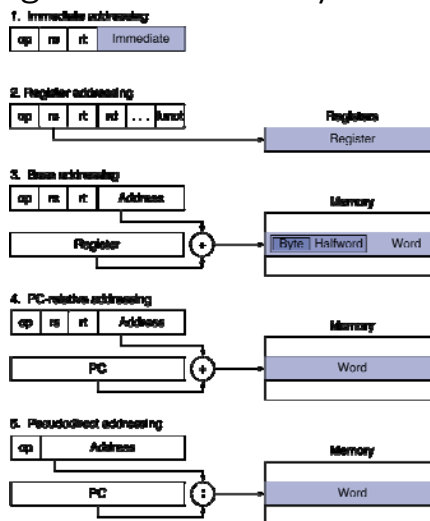 1. Immediate addressing
op rs rt Immediate
2. Register addressing
op rs rt rd ... funct Registers
Register
3. Base addressing
op rs rt Address Memory
Register + Byte Halfword Word
4. PC-relative addressing
op rs rt Address Memory
PC + Word
5. Pseudodirect addressing
op Address Memory
PC : Word